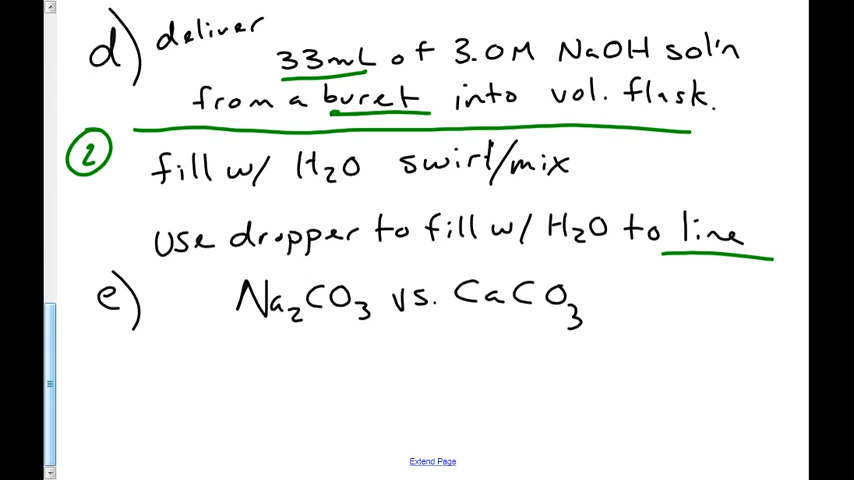 d) deliver
33mL of 3.0M NaOH sol'n
from a buret into vol. flask.
2 fill w/ H₂O swirl/mix
use dropper to fill w/ H₂O to line
e) Na₂CO₃ vs. CaCO₃
Extend Page